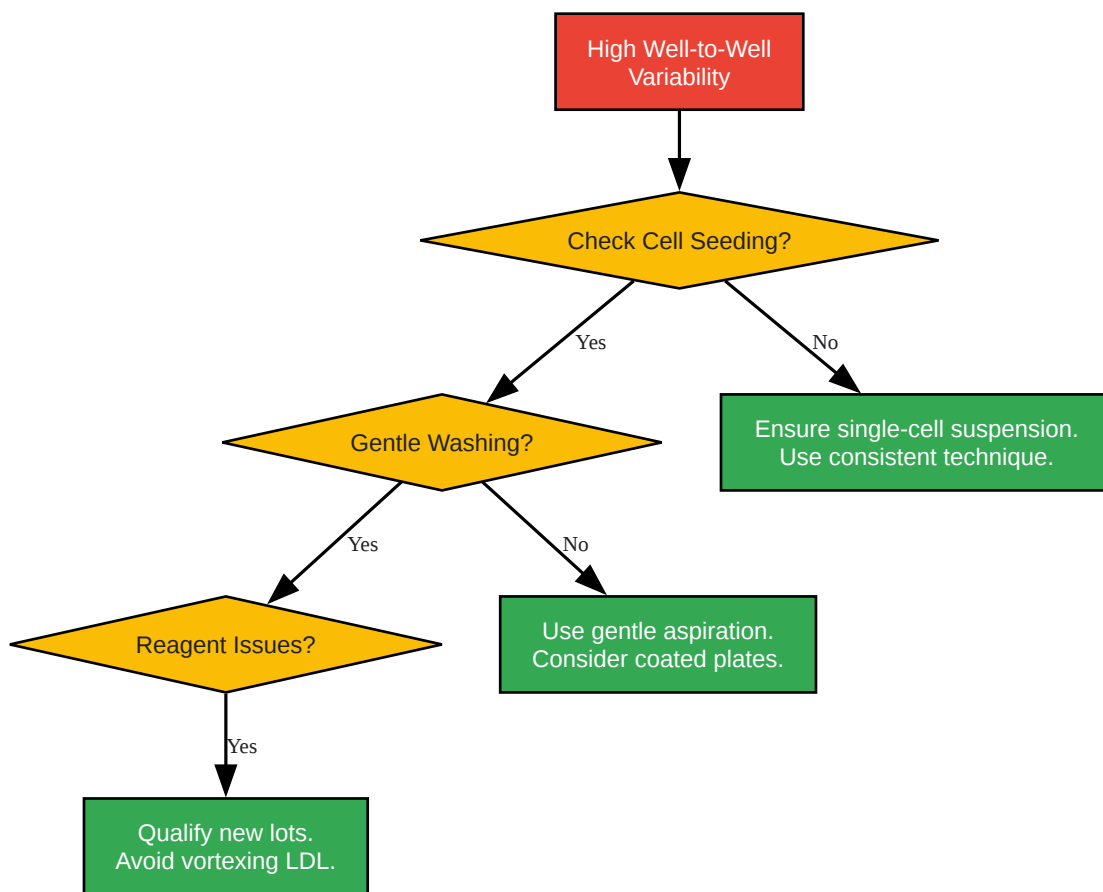 High Well-to-Well
Variability
Check Cell Seeding?
Yes
No
Gentle Washing?
Ensure single-cell suspension.
Use consistent technique.
Yes
No
Reagent Issues?
Use gentle aspiration.
Consider coated plates.
Yes
Qualify new lots.
Avoid vortexing LDL.